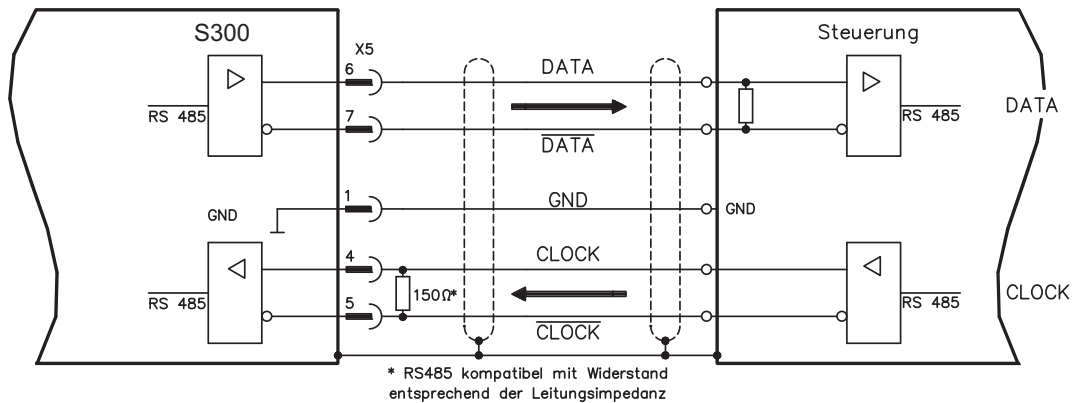 S300
X5
Steuerung
6
DATA
RS 485
RS 485
DATA
7
DATA
1
GND
GND
GND
4
CLOCK
RS 485
150Ω*
RS 485
CLOCK
5
CLOCK
* RS485 kompatibel mit Widerstand
entsprechend der Leitungsimpedanz